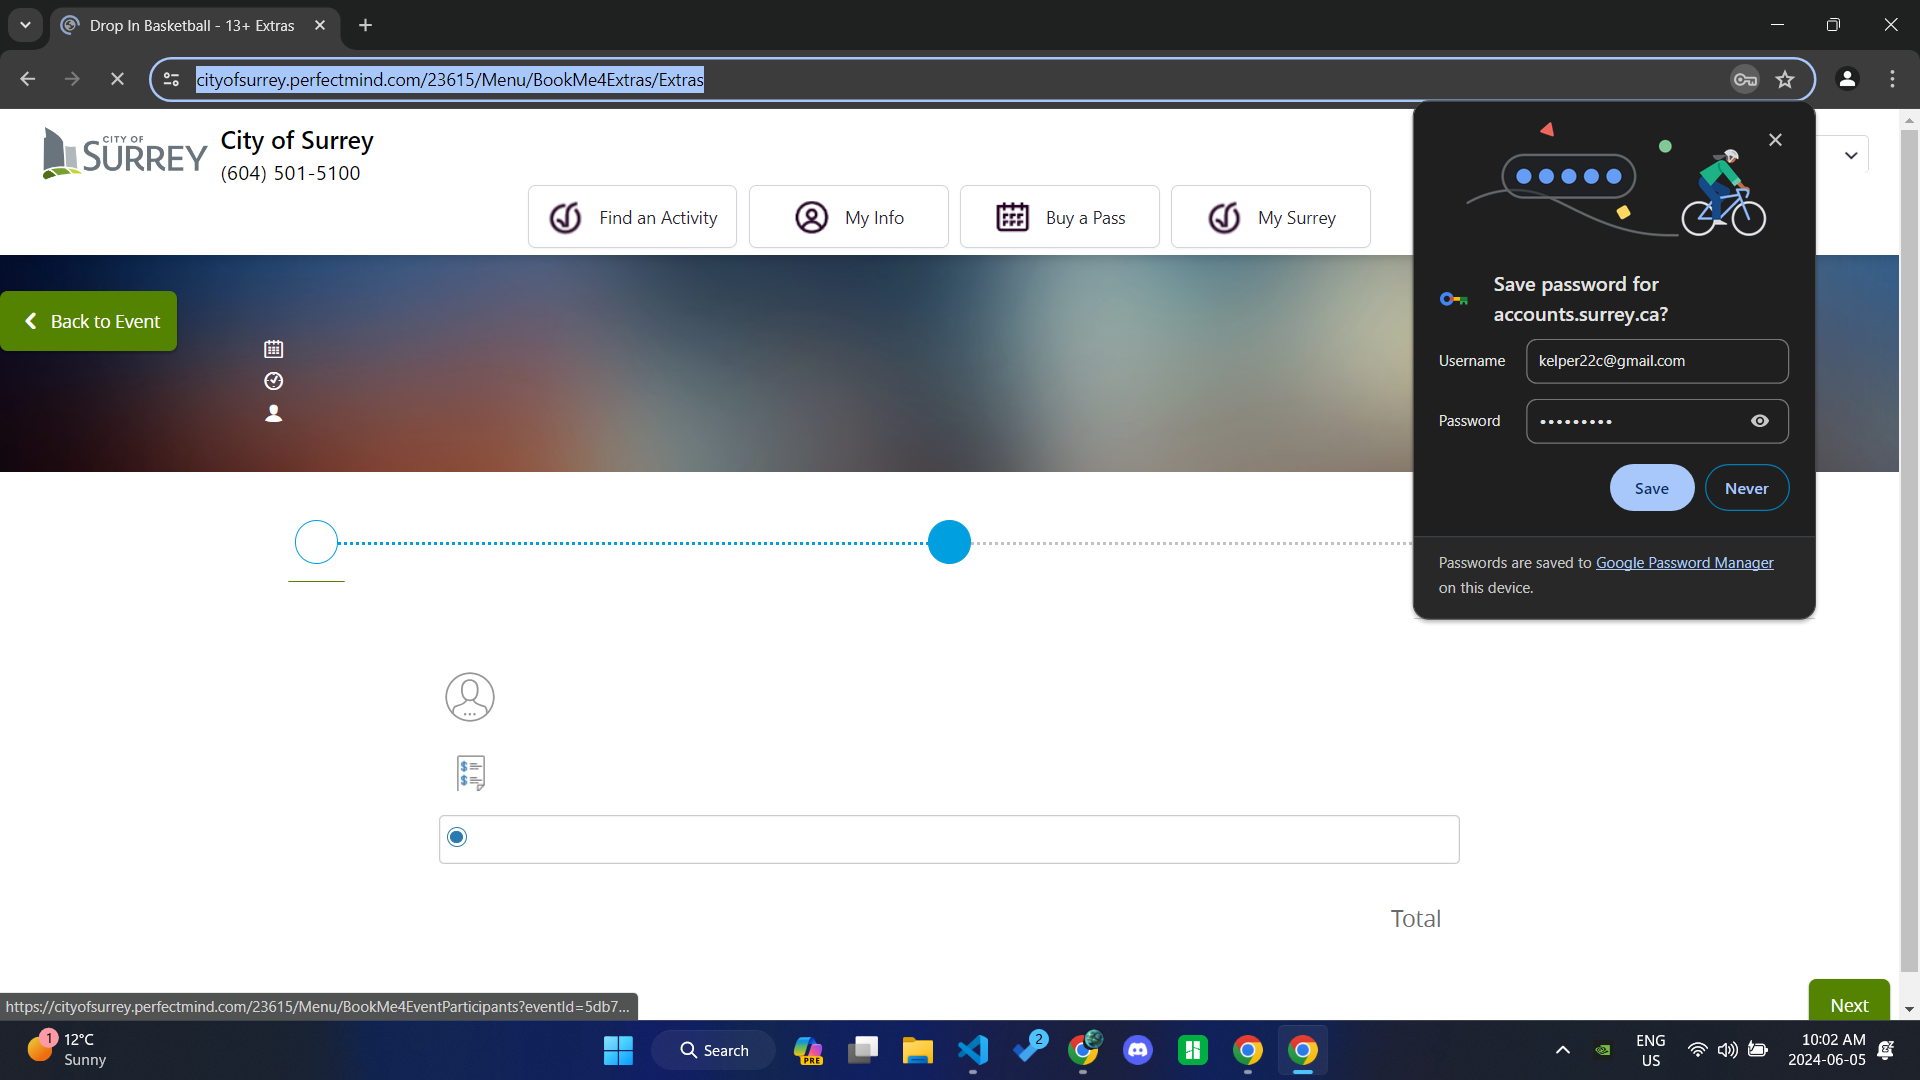 Drop In Basketball - 13+ Extras
cityofsurrey.perfectmind.com/23615/Menu/BookMe4Extras/Extras
CITY OF
SURREY
City of Surrey
(604) 501-5100
Find an Activity
My Info
Buy a Pass
My Surrey
Back to Event
Save password for
accounts.surrey.ca?
Username
kelper22c@gmail.com
Password
•••••••••
Save
Never
Passwords are saved to Google Password Manager
on this device.
$
$
Total
Next
https://cityofsurrey.perfectmind.com/23615/Menu/BookMe4EventParticipants?eventId=5db7...
1
12°C
Sunny
Search
PRE
2
ENG
US
10:02 AM
2024-06-05